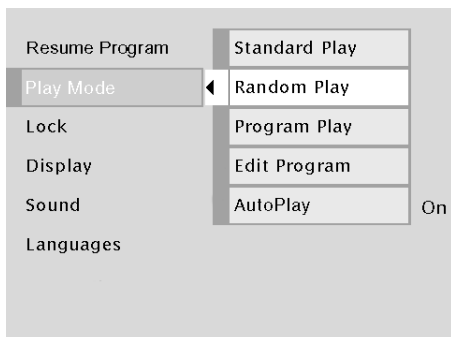 Resume Program
Play Mode
Lock
Display
Sound
Languages
Standard Play
Random Play
Program Play
Edit Program
AutoPlay On